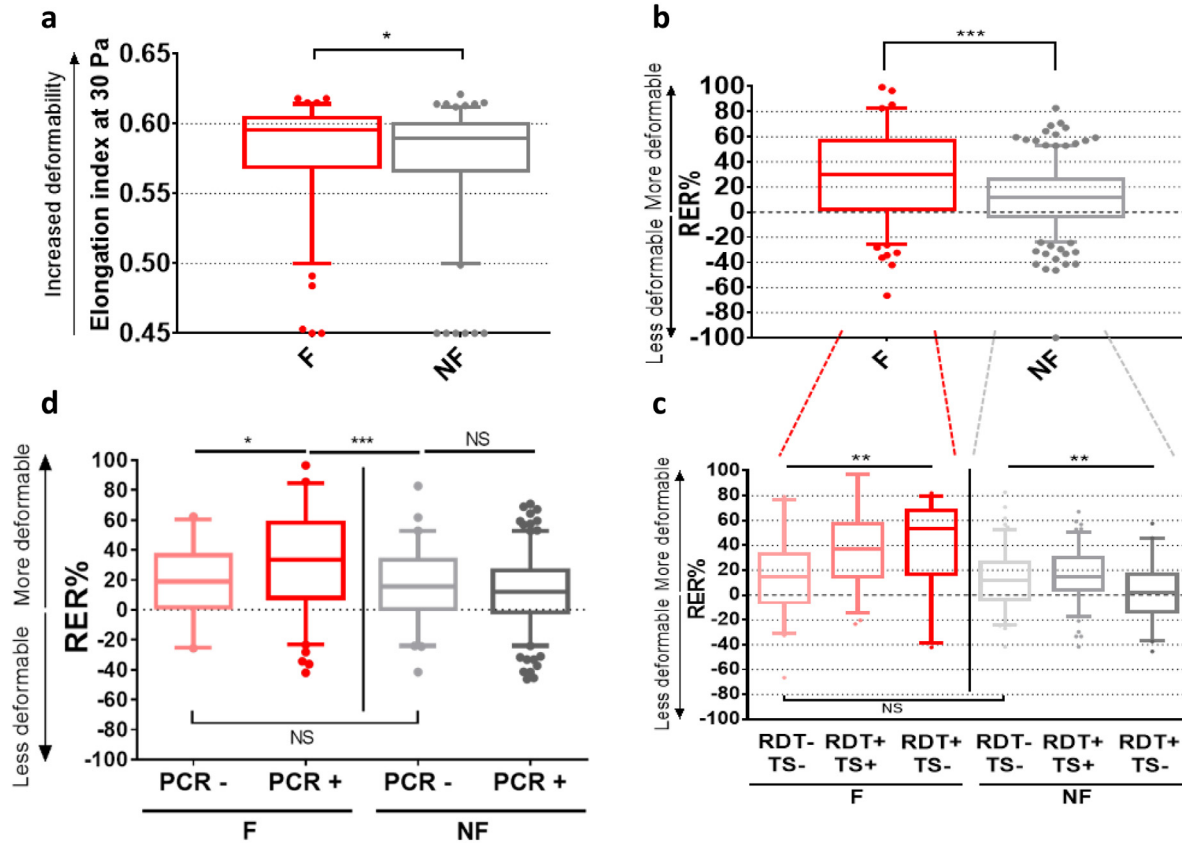 a
Increased deformability
Elongation index at 30 Pa
0.65
0.60
0.55
0.50
0.45
*
F
NF
b
Less deformable
More deformable
RER%
100
80
60
40
20
0
-20
-40
-60
-80
-100
***
F
NF
d
Less deformable
More deformable
RER%
100
80
60
40
20
0
-20
-40
-60
-80
-100
*
***
NS
NS
PCR -
PCR +
PCR -
PCR +
F
NF
c
Less deformable
More deformable
RER%
100
80
60
40
20
0
-20
-40
-60
-80
-100
**
**
NS
RDT- RDT+ RDT+ RDT- RDT+ RDT+
TS- TS+ TS- TS- TS+ TS-
F
NF